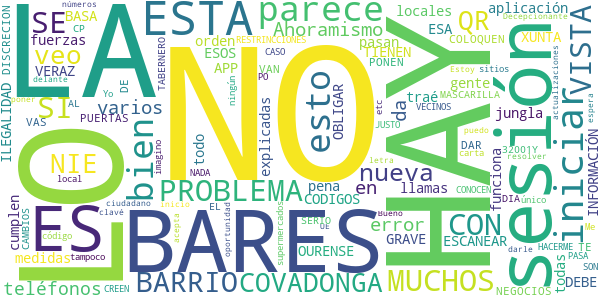 números
ILEGALIDAD DISCRECION
BASA
SE
fuerzas
CP
veo
VERAZ
delante
SI
VAS
AL
DE
TABERNERO
PUERTAS
varios
Yo
LA
ESTA
orden
RESTRINCCIONES
ESOS
APP
VAN
CASO
PO
ningún
NADA
todo
imagino
parece
Ahoramismo
locales
pasan
TIENEN
ESA
PONEN
COLOQUEN
gente
MASCARILLA
esto
OBLIGAR
VECINOS
etc
explicadas
da
traé
JUSTO
DAR
letra
carta
QR
VISTA
aplicación
Decepcionante
XUNTA
Estoy
sitios
actualizaciones
jungla
puedo
espera
NO
HAY
sesión
iniciar
INFORMACIÓN
funciona
32001Y
resolver
LO
NIE
local
ES
bien
cumplen
CAMBIOS
clavé
ciudadano
medidas
código
tampoco
inicia
teléfonos
CREEN
PROBLEMA
pena
en
nueva
llamas
CONOCEN
CODIGOS
EL
SERIO
oportunidad
acepta
supermercados
BARES
Bueno
error
CON
DIA
único
Me
GRAVE
ESCANEAR
HACERME
TE
darle
PASA
todas
BARRIO
COVADONGA
OURENSE
MUCHOS
NEGOCIOS
SON
DEBE